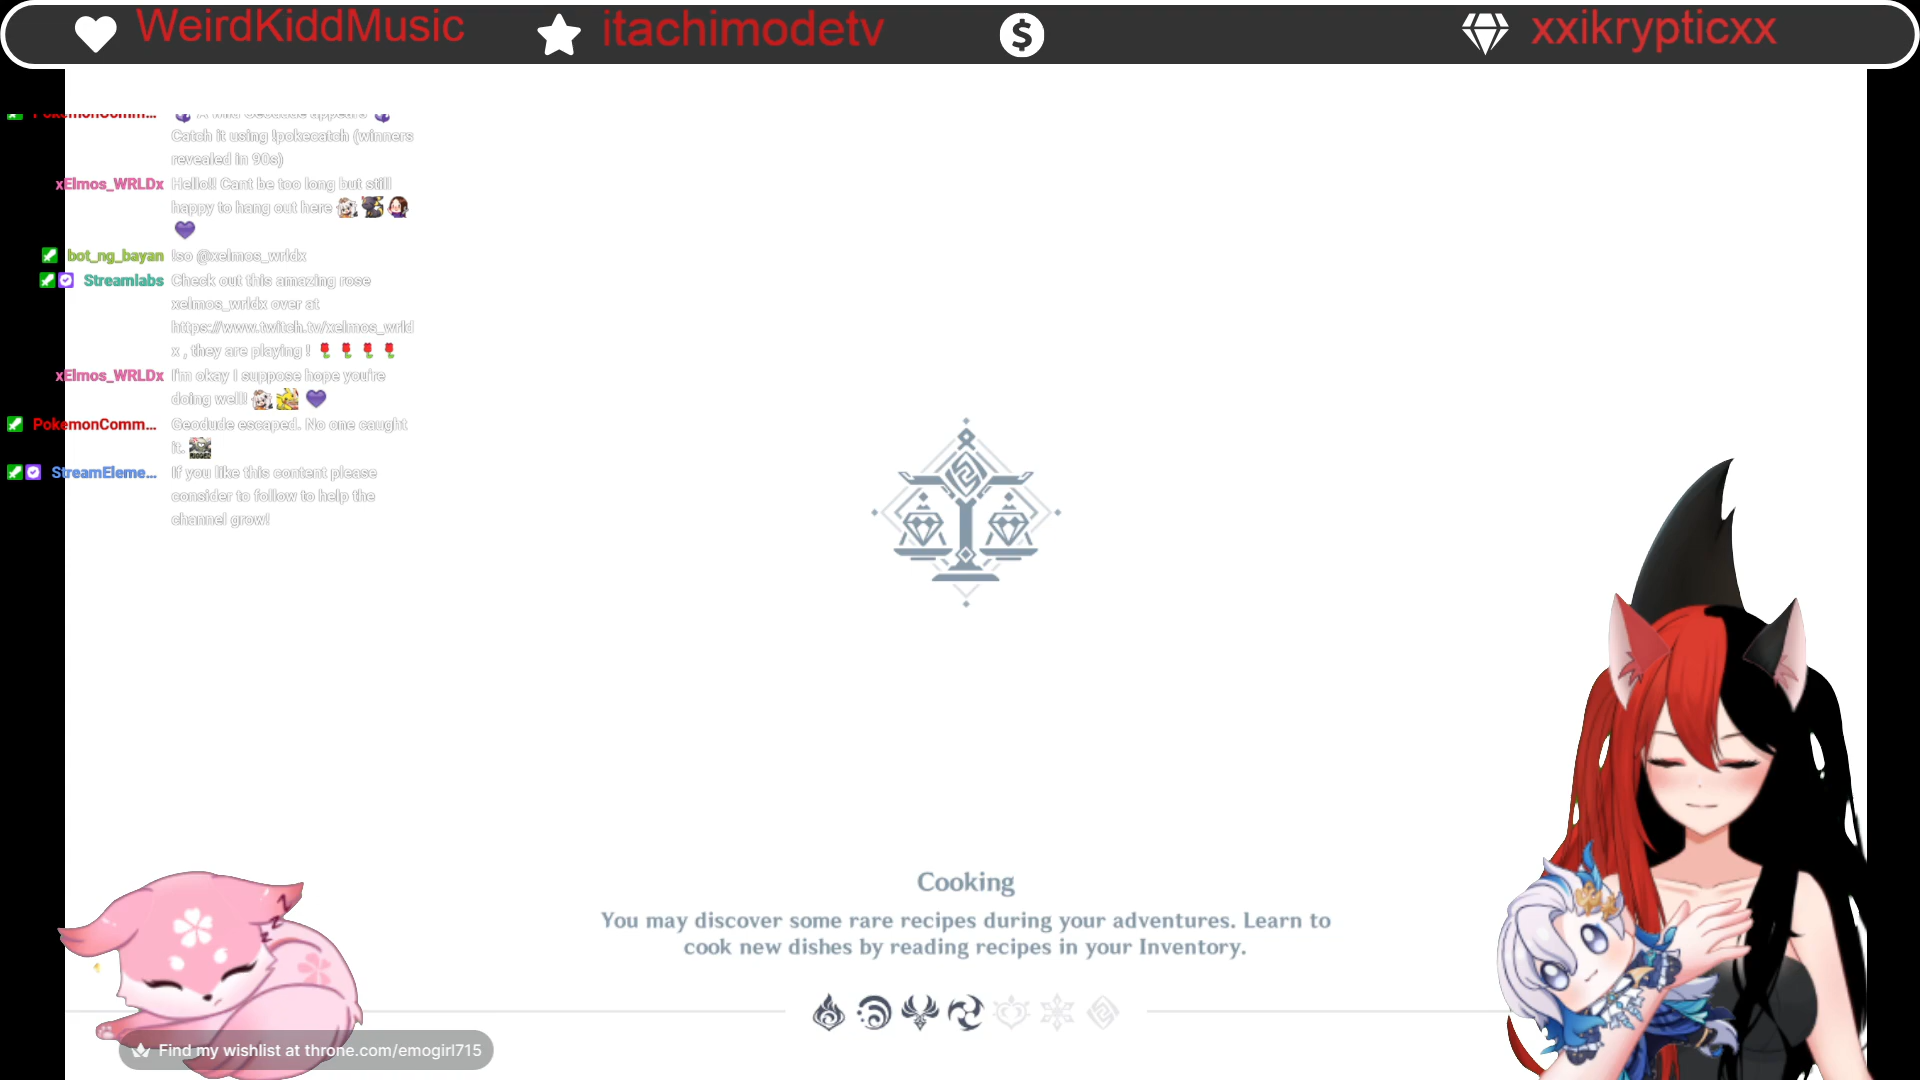 WeirdKiddMusic itachimodetv xxikrypticxx
PokemonComm... A wild Geodude appears
Catch it using !pokecatch (winners
revealed in 90s)
xElmos_WRLDx Hello!! Cant be too long but still
happy to hang out here
bot_ng_bayan !so @xelmos_wrldx
Streamlabs Check out this amazing rose
xelmos_wrldx over at
https://www.twitch.tv/xelmos_wrld
x , they are playing !
xElmos_WRLDx I'm okay I suppose hope you're
doing well!
PokemonComm... Geodude escaped. No one caught
it.
StreamEleme... If you like this content please
consider to follow to help the
channel grow!
Cooking
You may discover some rare recipes during your adventures. Learn to
cook new dishes by reading recipes in your Inventory.
Find my wishlist at throne.com/emogirl715